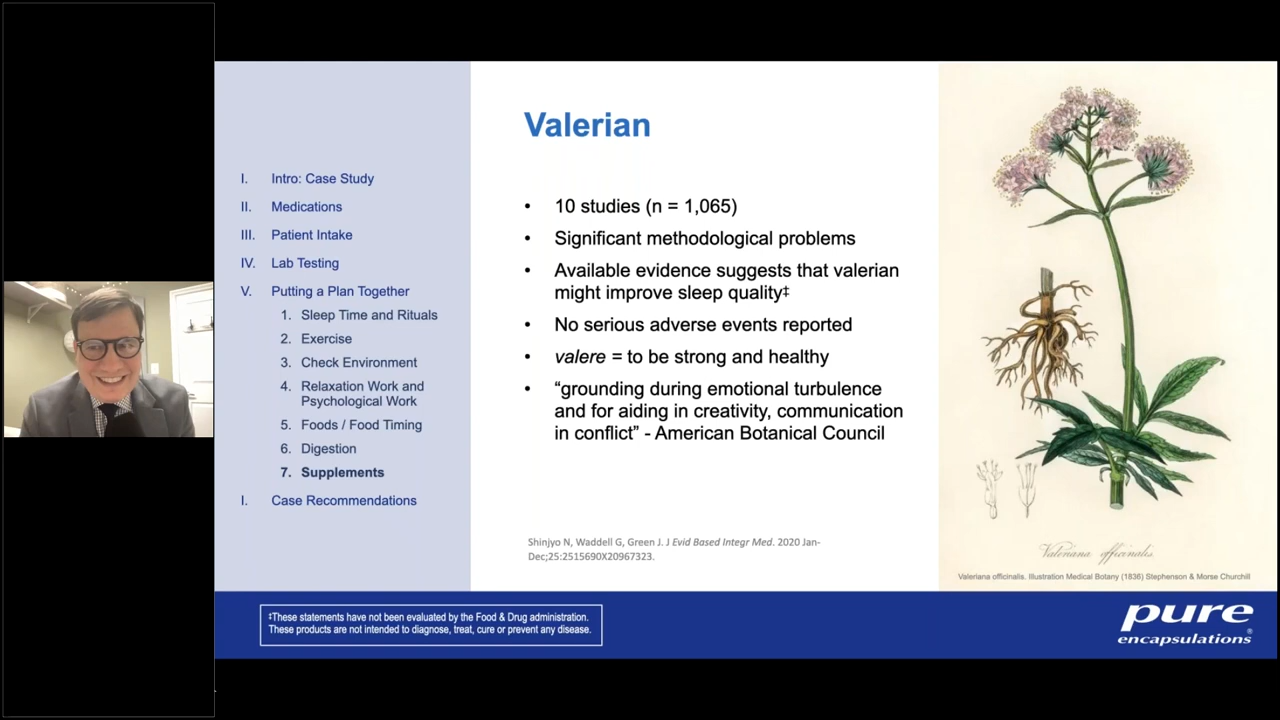 I. Intro: Case Study
II. Medications
III. Patient Intake
IV. Lab Testing
V. Putting a Plan Together
1. Sleep Time and Rituals
2. Exercise
3. Check Environment
4. Relaxation Work and
Psychological Work
5. Foods / Food Timing
6. Digestion
7. Supplements
I. Case Recommendations
Valerian
• 10 studies (n = 1,065)
• Significant methodological problems
• Available evidence suggests that valerian
might improve sleep quality‡
• No serious adverse events reported
• valere = to be strong and healthy
• “grounding during emotional turbulence
and for aiding in creativity, communication
in conflict” - American Botanical Council
Shinjyo N, Waddell G, Green J. J Evid Based Integr Med. 2020 Jan-
Dec;25:2515690X20967323.
Valeriana officinalis.
Valeriana officinalis. Illustration Medical Botany (1836) Stephenson & Morse Churchill
‡These statements have not been evaluated by the Food & Drug administration.
These products are not intended to diagnose, treat, cure or prevent any disease.
pure
encapsulations®